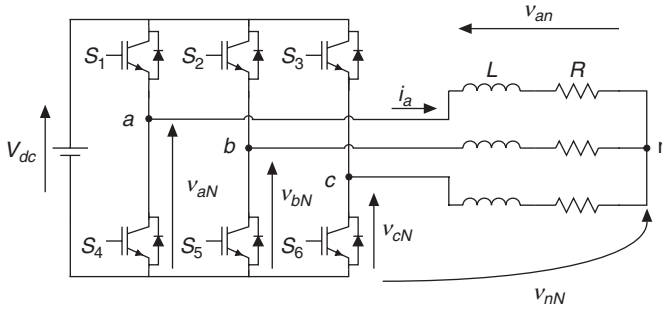 v_an
S_1
S_2
S_3
L
R
i_a
a
V_dc
b
n
v_aN
v_bN
c
v_cN
S_4
S_5
S_6
v_nN